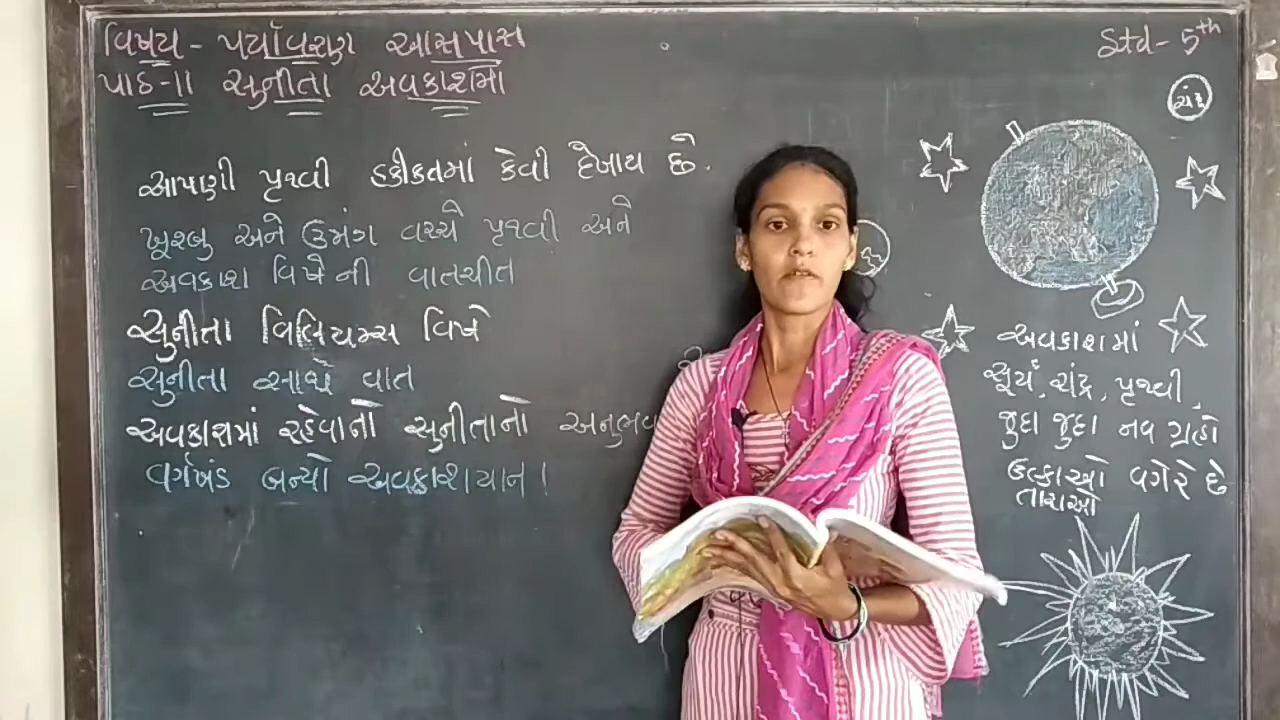 વિષય - પર્યાવરણ આસપાસ
પાઠ-11 સુનીતા અવકાશમાં
Std - 5th
ચંદ્ર
આપણી પૃથ્વી હકીકતમાં કેવી દેખાય છે.
ખૂશ્બુ અને ઉમંગ વચ્ચે પૃથ્વી અને
અવકાશ વિષેની વાતચીત
સુનીતા વિલિયમ્સ વિષે
સુનીતા સાથે વાત
અવકાશમાં રહેવાનો સુનીતાનો અનુભવ
વર્ગખંડ બન્યો અવકાશયાન!
અવકાશમાં
સૂર્ય, ચંદ્ર, પૃથ્વી,
જુદા જુદા નવ ગ્રહો
ઉલ્કાઓ વગેરે છે
તારાઓ